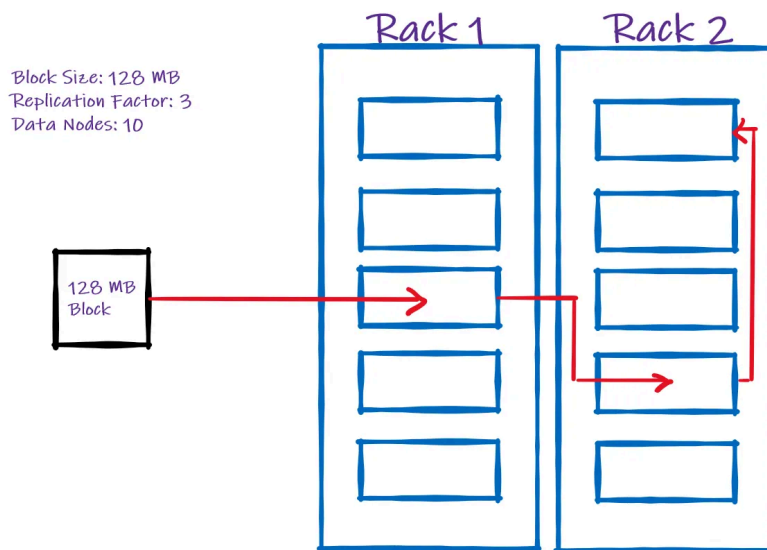 Rack 1
Rack 2
Block Size: 128 MB
Replication Factor: 3
Data Nodes: 10
128 MB
Block